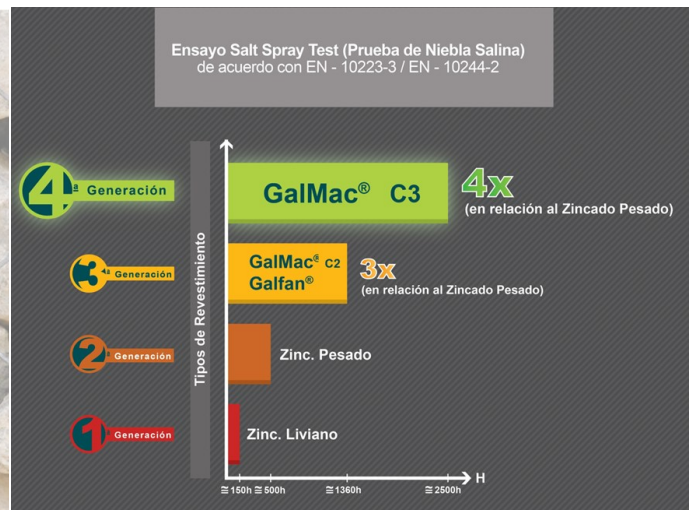 Ensayo Salt Spray Test (Prueba de Niebla Salina)
de acuerdo con EN - 10223-3 / EN - 10244-2
Tipos de Revestimiento
4ª Generación
GalMac® C3
4x
(en relación al Zincado Pesado)
3ª Generación
GalMac® C2
Galfan®
3x
(en relación al Zincado Pesado)
2ª Generación
Zinc. Pesado
1ª Generación
Zinc. Liviano
H
≅150h ≅500h ≅1360h ≅2500h